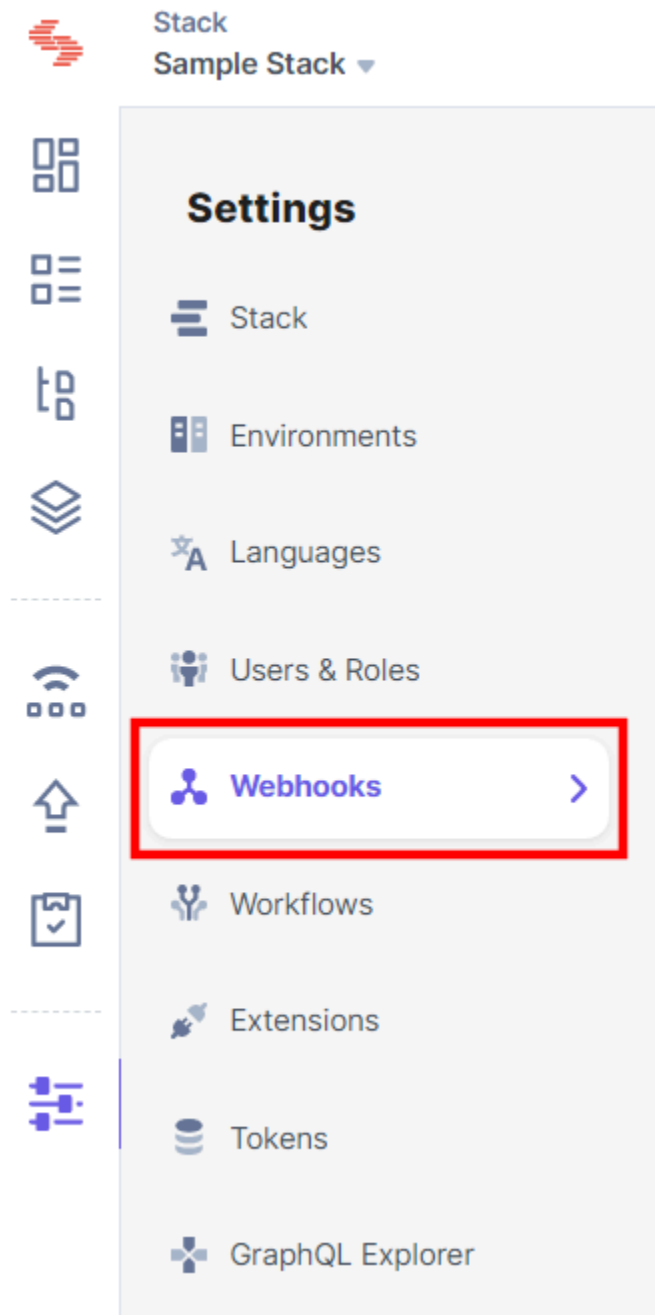 Stack
Sample Stack
Settings
Stack
Environments
Languages
Users & Roles
Webhooks
Workflows
Extensions
Tokens
GraphQL Explorer